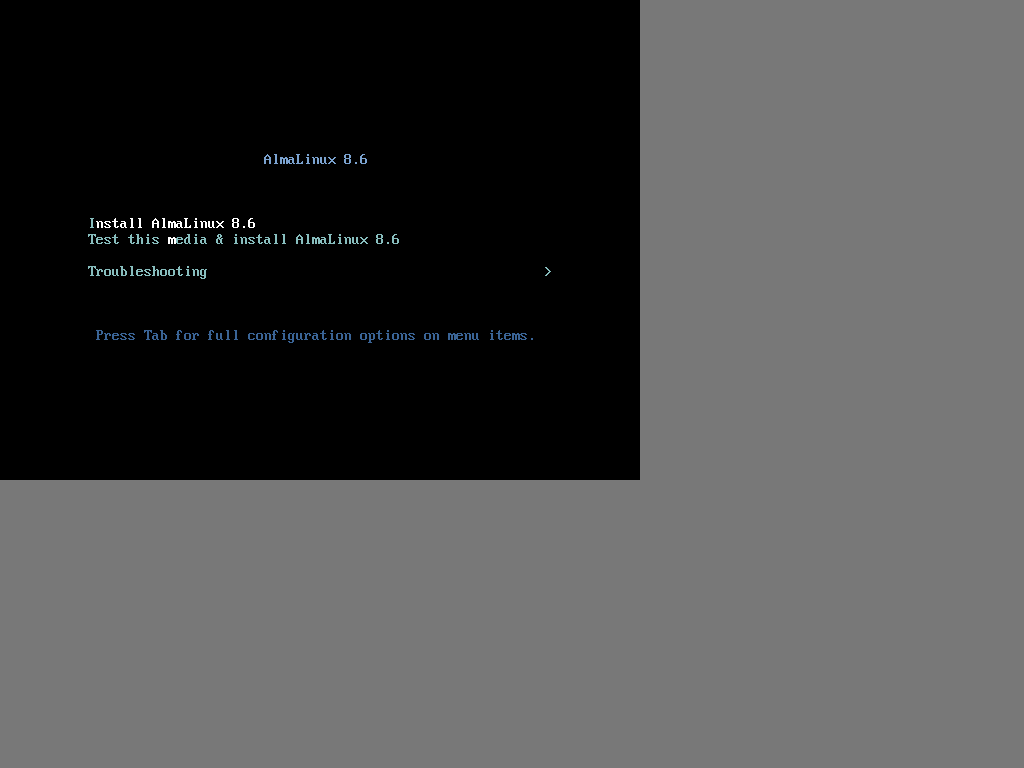 AlmaLinux 8.6
Install AlmaLinux 8.6
Test this media & install AlmaLinux 8.6
Troubleshooting >
Press Tab for full configuration options on menu items.